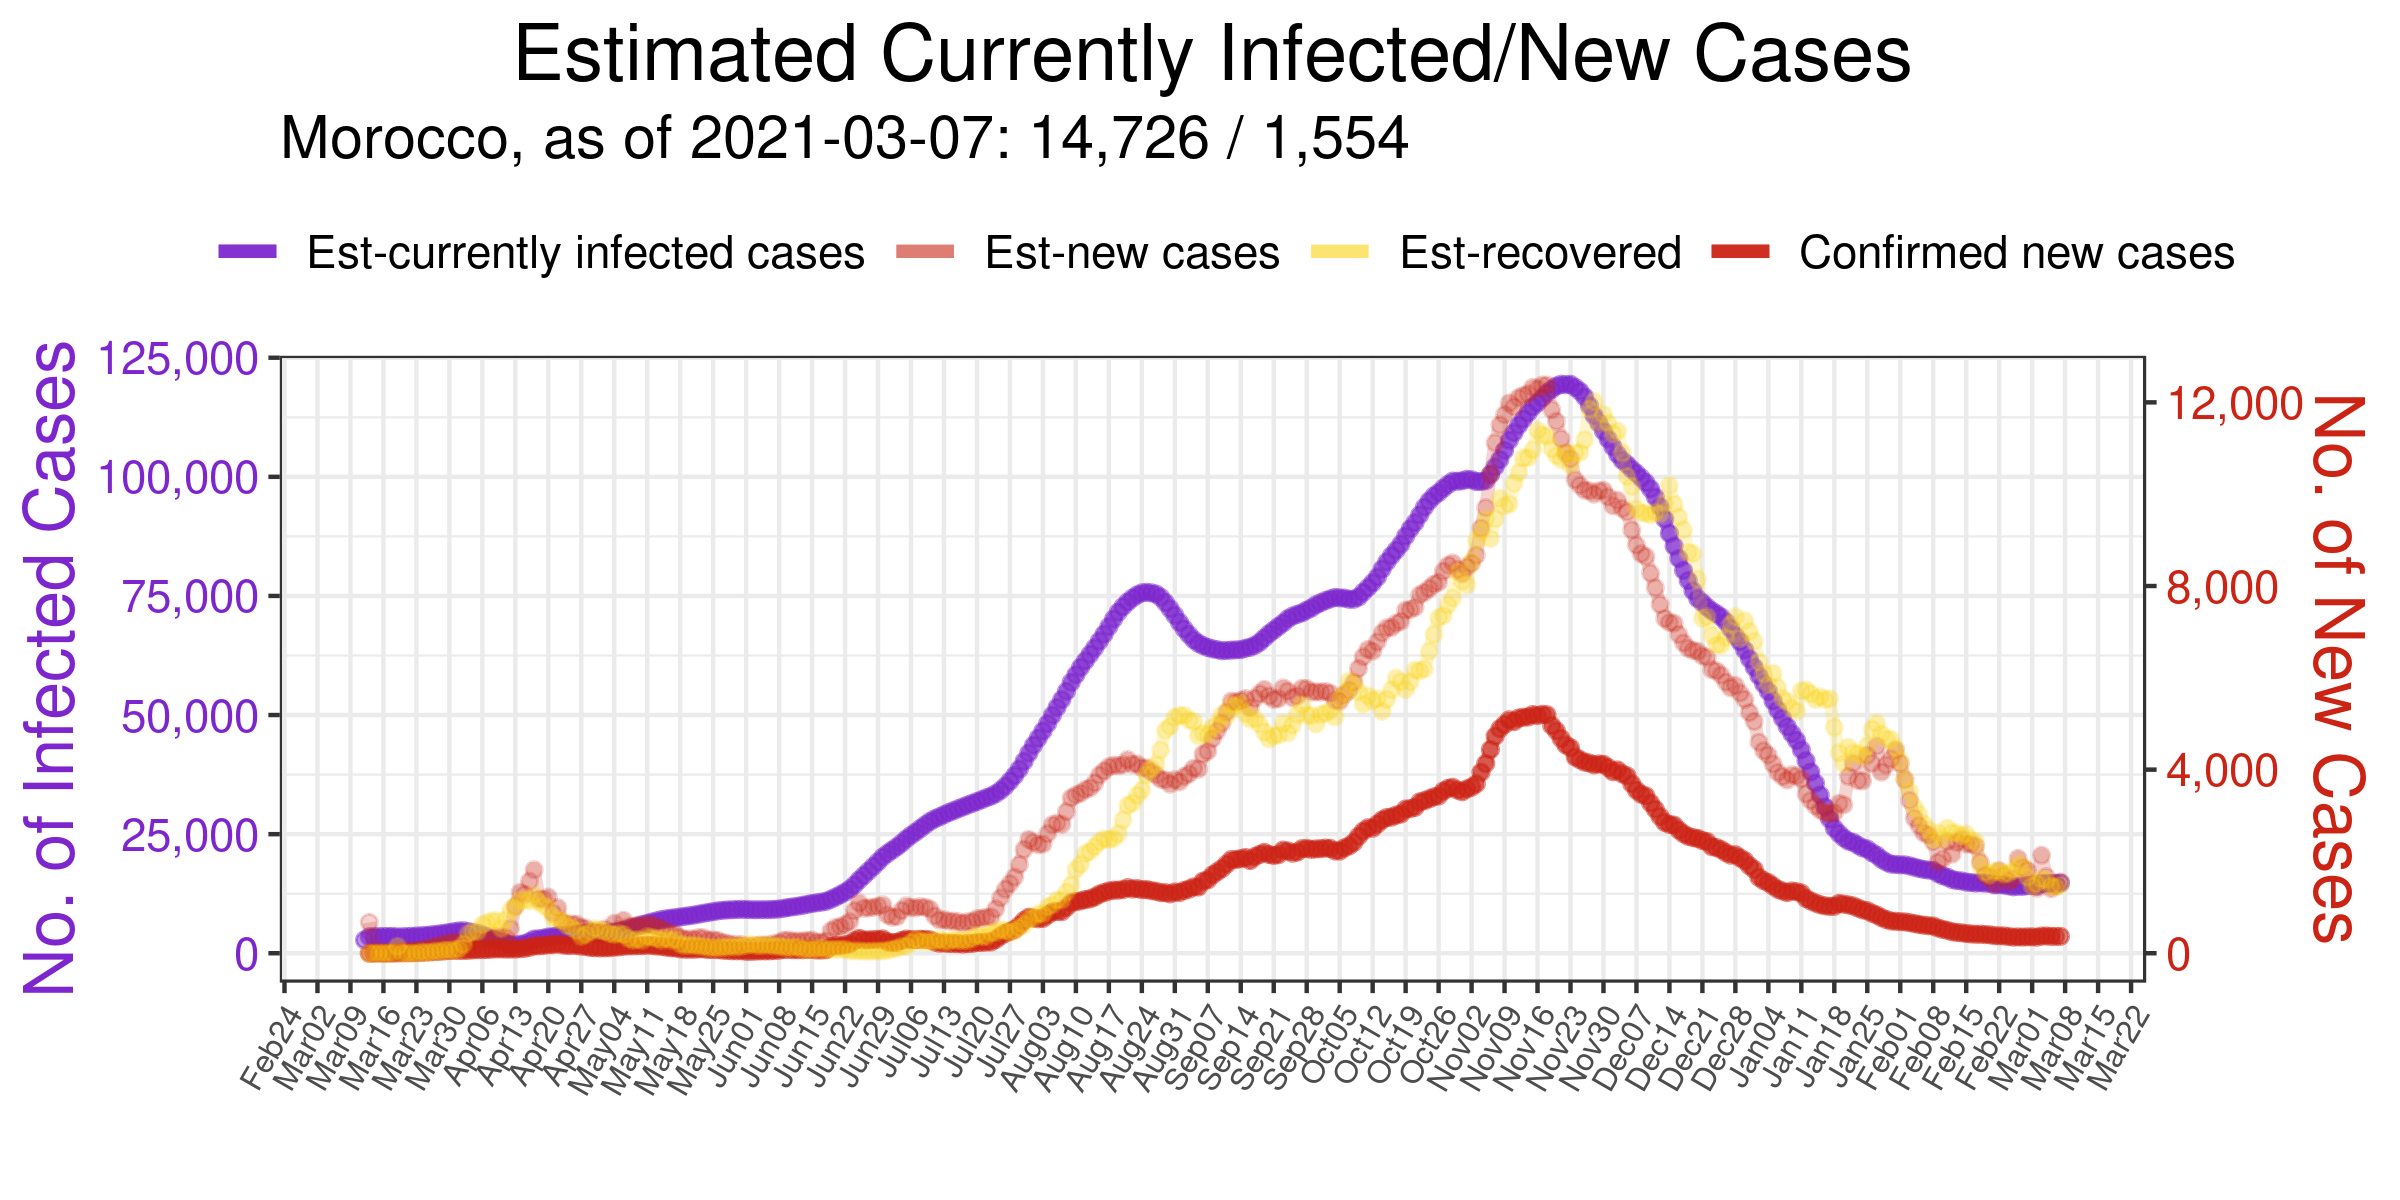 Estimated Currently Infected/New Cases
Morocco, as of 2021-03-07: 14,726 / 1,554
Est-currently infected cases Est-new cases Est-recovered Confirmed new cases
No. of Infected Cases
125,000
100,000
75,000
50,000
25,000
0
12,000
8,000
4,000
0
No. of New Cases
Feb24 Mar02 Mar09 Mar16 Mar23 Mar30 Apr06 Apr13 Apr20 Apr27 May04 May11 May18 May25 Jun01 Jun08 Jun15 Jun22 Jun29 Jul06 Jul13 Jul20 Jul27 Aug03 Aug10 Aug17 Aug24 Aug31 Sep07 Sep14 Sep21 Sep28 Oct05 Oct12 Oct19 Oct26 Nov02 Nov09 Nov16 Nov23 Nov30 Dec07 Dec14 Dec21 Dec28 Jan04 Jan11 Jan18 Jan25 Feb01 Feb08 Feb15 Feb22 Mar01 Mar08 Mar15 Mar22